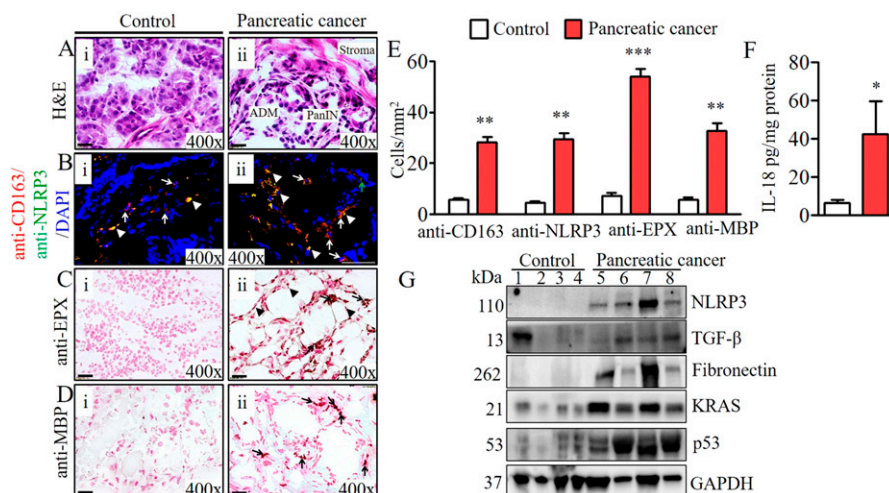 Control
Pancreatic cancer
A
H&E
i
400x
ii
Stroma
ADM
PanIN
400x
B
anti-CD163/
anti-NLRP3
/DAPI
i
400x
ii
400x
C
anti-EPX
i
400x
ii
400x
D
anti-MBP
i
400x
ii
400x
E
Control
Pancreatic cancer
Cells/mm²
60
40
20
0
**
**
***
**
anti-CD163
anti-NLRP3
anti-EPX
anti-MBP
F
IL-18 pg/mg protein
80
60
40
20
0
*
G
Control
Pancreatic cancer
kDa
1 2 3 4 5 6 7 8
110 NLRP3
13 TGF-β
262 Fibronectin
21 KRAS
53 p53
37 GAPDH